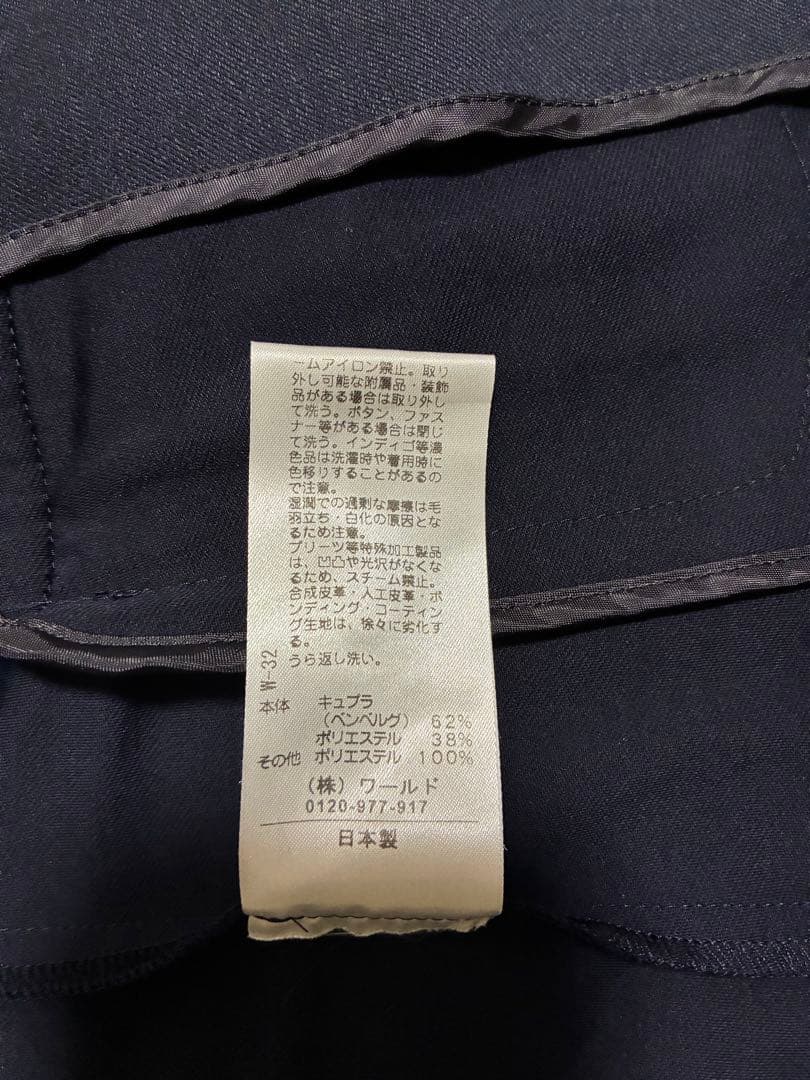 ームアイロン禁止。取り
外し可能な附属品・装飾
品がある場合は取り外し
て洗う。ボタン、ファス
ナー等がある場合は閉じ
て洗う。インディゴ等濃
色品は洗濯時や着用時に
色移りすることがあるの
で注意。
湿潤での過剰な摩擦は毛
羽立ち・白化の原因とな
るため注意。
プリーツ等特殊加工製品
は、凹凸や光沢がなくな
るため、スチーム禁止。
合成皮革・人工皮革・ボ
ンディング・コーティン
グ生地は、徐々に劣化す
る。
うら返し洗い。
W-32
本体 キュプラ
（ベンベルグ） 62%
ポリエステル 38%
その他 ポリエステル 100%
（株）ワールド
0120-977-917
日本製